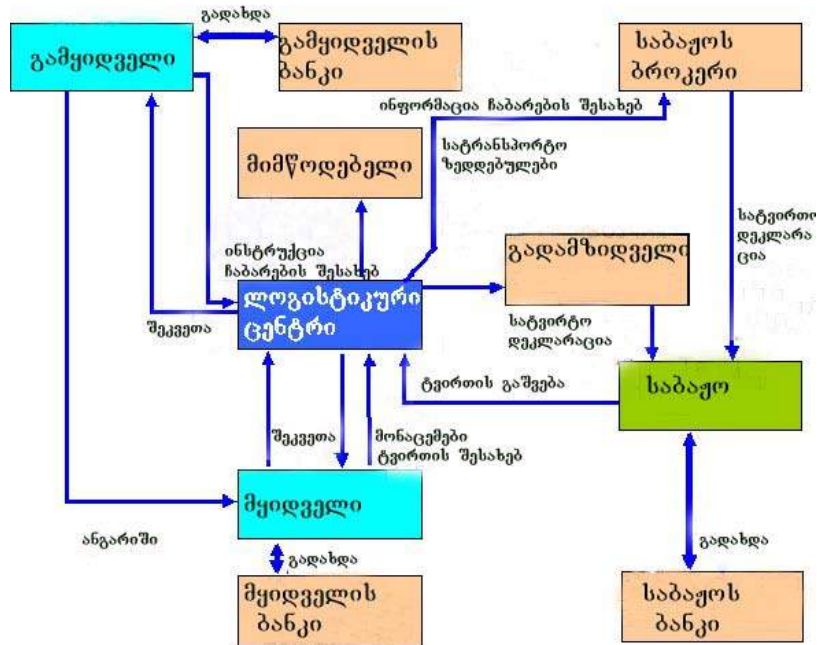 გადახდა
გამყიდველი
გამყიდველის
ბანკი
საბაჟოს
ბროკერი
ინფორმაცია ჩაბარების შესახებ
სატრანსპორტო
ზედდებულები
მიმწოდებელი
სატვირთო
დეკლარა
ცია
გადამზიდველი
ინსტრუქცია
ჩაბარების შესახებ
ლოგისტიკური
ცენტრი
შეკვეთა
სატვირტო
დეკლარაცია
ტვირთის გაშვება
საბაჟო
შეკვეთა
მონაცემები
ტვირთის შესახებ
მყიდველი
ანგარიში
გადახდა
გადახდა
მყიდველის
ბანკი
საბაჟოს
ბანკი